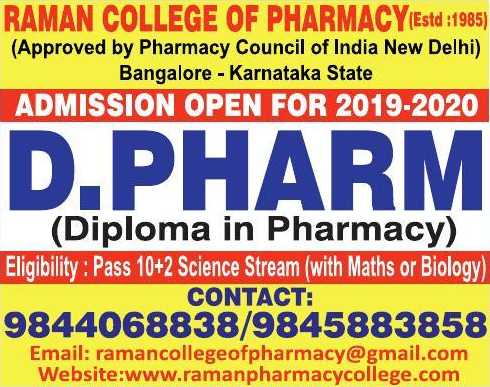 RAMAN COLLEGE OF PHARMACY(Estd :1985)
(Approved by Pharmacy Council of India New Delhi)
Bangalore - Karnataka State
ADMISSION OPEN FOR 2019-2020
D.PHARM
(Diploma in Pharmacy)
Eligibility : Pass 10+2 Science Stream (with Maths or Biology)
CONTACT:
9844068838/9845883858
Email: ramancollegeofpharmacy@gmail.com
Website:www.ramanpharmacycollege.com